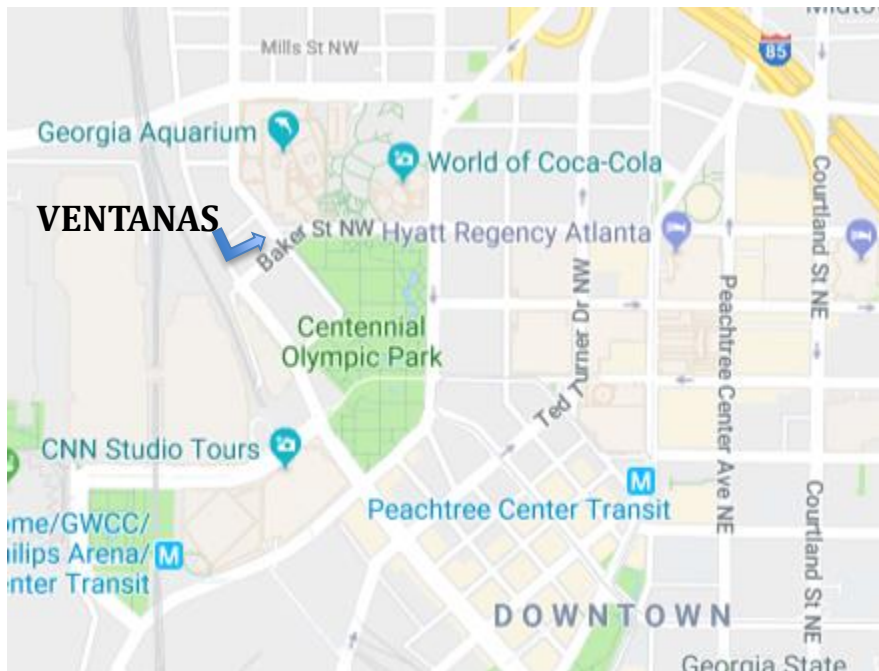 Midto
Mills St NW
85
Georgia Aquarium
World of Coca-Cola
VENTANAS
Baker St NW
Hyatt Regency Atlanta
Courtland St NE
Centennial
Olympic Park
Ted Turner Dr NW
Peachtree Center Ave NE
CNN Studio Tours
M
Peachtree Center Transit
Courtland St NE
ome/GWCC/
ilips Arena/
M
nter Transit
DOWNTOWN
Georgia State